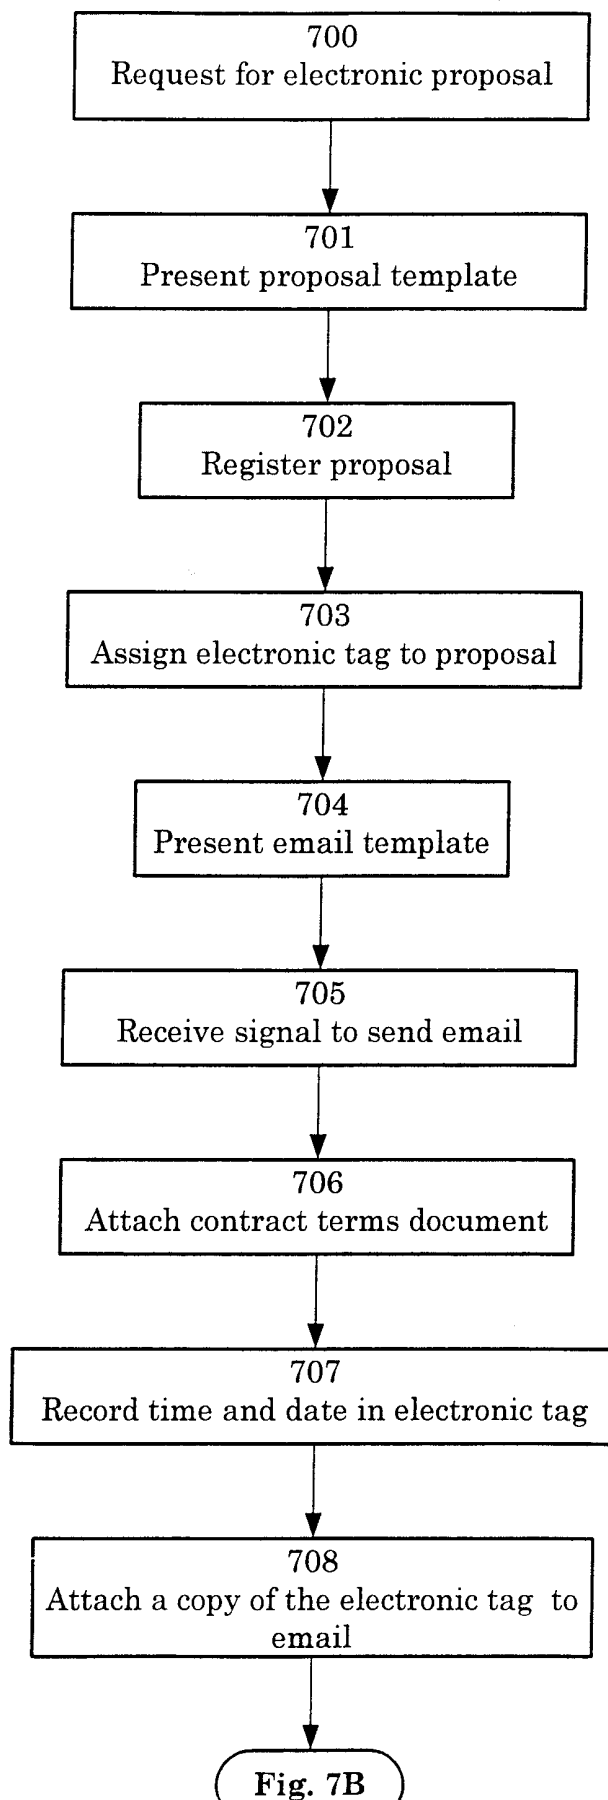 700
Request for electronic proposal
701
Present proposal template
702
Register proposal
703
Assign electronic tag to proposal
704
Present email template
705
Receive signal to send email
706
Attach contract terms document
707
Record time and date in electronic tag
708
Attach a copy of the electronic tag to
email
Fig. 7B